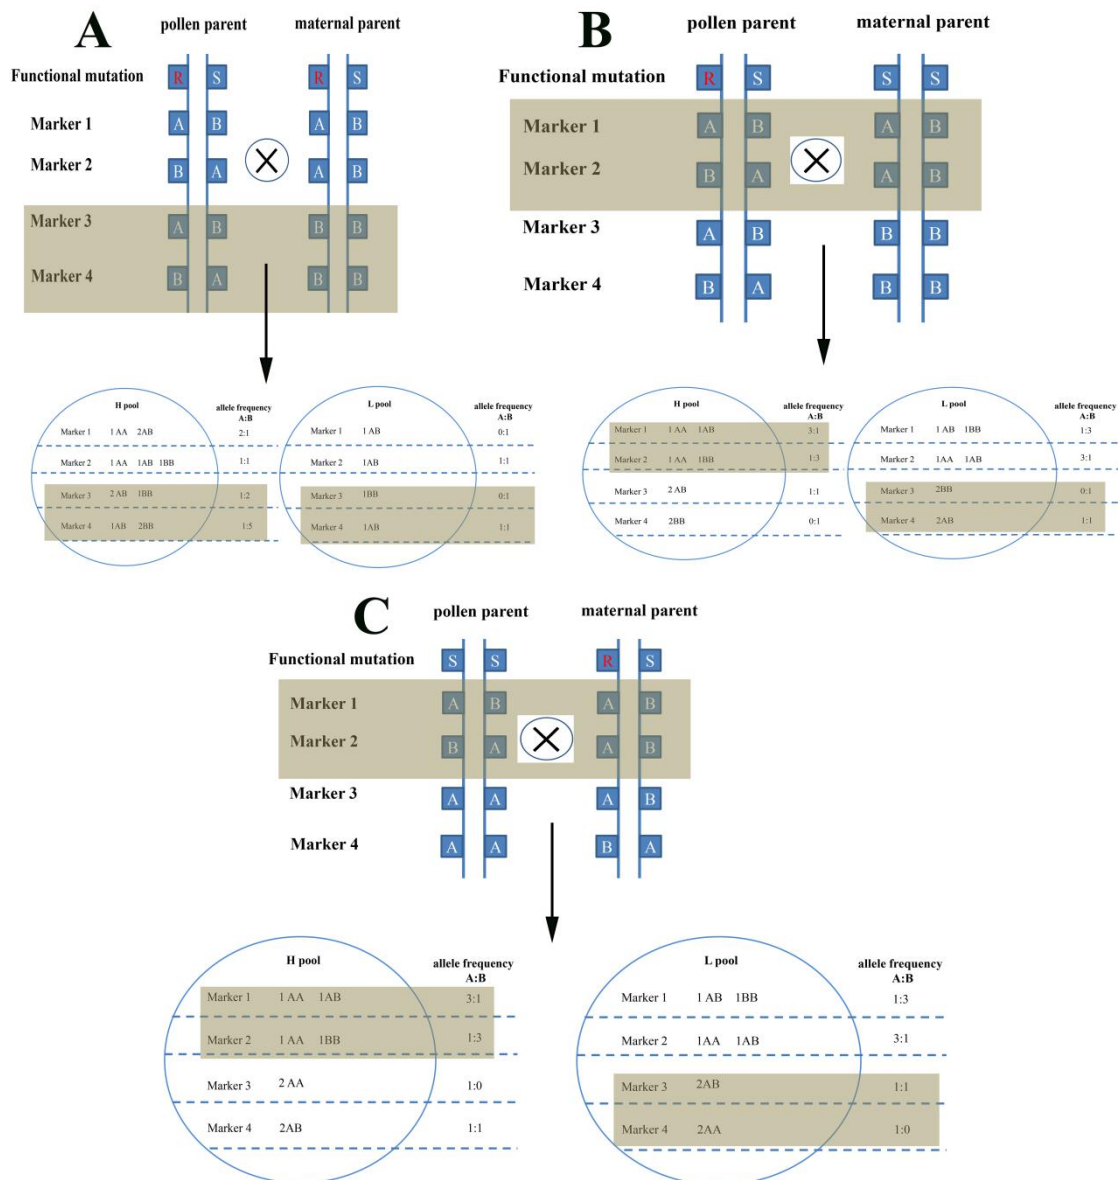 A
pollen parent maternal parent
Functional mutation R S R S
Marker 1 A B A B
Marker 2 B A A B
Marker 3 A B B B
Marker 4 B A B B
H pool allele frequency
A:B
Marker 1 1 AA 2AB 2:1
Marker 2 1 AA 1AB 1BB 1:1
Marker 3 2 AB 1BB 1:2
Marker 4 1AB 2BB 1:5
L pool allele frequency
A:B
Marker 1 1 AB 0:1
Marker 2 1AB 1:1
Marker 3 1BB 0:1
Marker 4 1AB 1:1
B
pollen parent maternal parent
Functional mutation R S S S
Marker 1 A B A B
Marker 2 B A A B
Marker 3 A B B B
Marker 4 B A B B
H pool allele frequency
A:B
Marker 1 1 AA 1AB 3:1
Marker 2 1 AA 1BB 1:3
Marker 3 2 AB 1:1
Marker 4 2BB 0:1
L pool allele frequency
A:B
Marker 1 1 AB 1BB 1:3
Marker 2 1AA 1AB 3:1
Marker 3 2BB 0:1
Marker 4 2AB 1:1
C
pollen parent maternal parent
Functional mutation S S R S
Marker 1 A B A B
Marker 2 B A A B
Marker 3 A A A B
Marker 4 A A B A
H pool allele frequency
A:B
Marker 1 1 AA 1AB 3:1
Marker 2 1 AA 1BB 1:3
Marker 3 2 AA 1:0
Marker 4 2AB 1:1
L pool allele frequency
A:B
Marker 1 1 AB 1BB 1:3
Marker 2 1AA 1AB 3:1
Marker 3 2AB 1:1
Marker 4 2AA 1:0